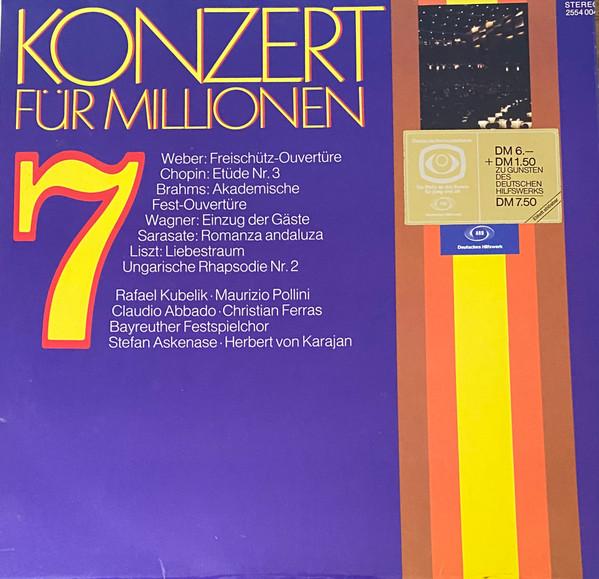 KONZERT
FÜR MILLIONEN
7
Weber: Freischütz-Ouvertüre
Chopin: Etüde Nr. 3
Brahms: Akademische
Fest-Ouvertüre
Wagner: Einzug der Gäste
Sarasate: Romanza andaluza
Liszt: Liebestraum
Ungarische Rhapsodie Nr. 2
Rafael Kubelik · Maurizio Pollini
Claudio Abbado · Christian Ferras
Bayreuther Festspielchor
Stefan Askenase · Herbert von Karajan
STEREO
2554 004
DM 6.–
+ DM 1.50
ZU GUNSTEN
DES
DEUTSCHEN
HILFSWERKS
DM 7.50
Deutsches Hilfswerk